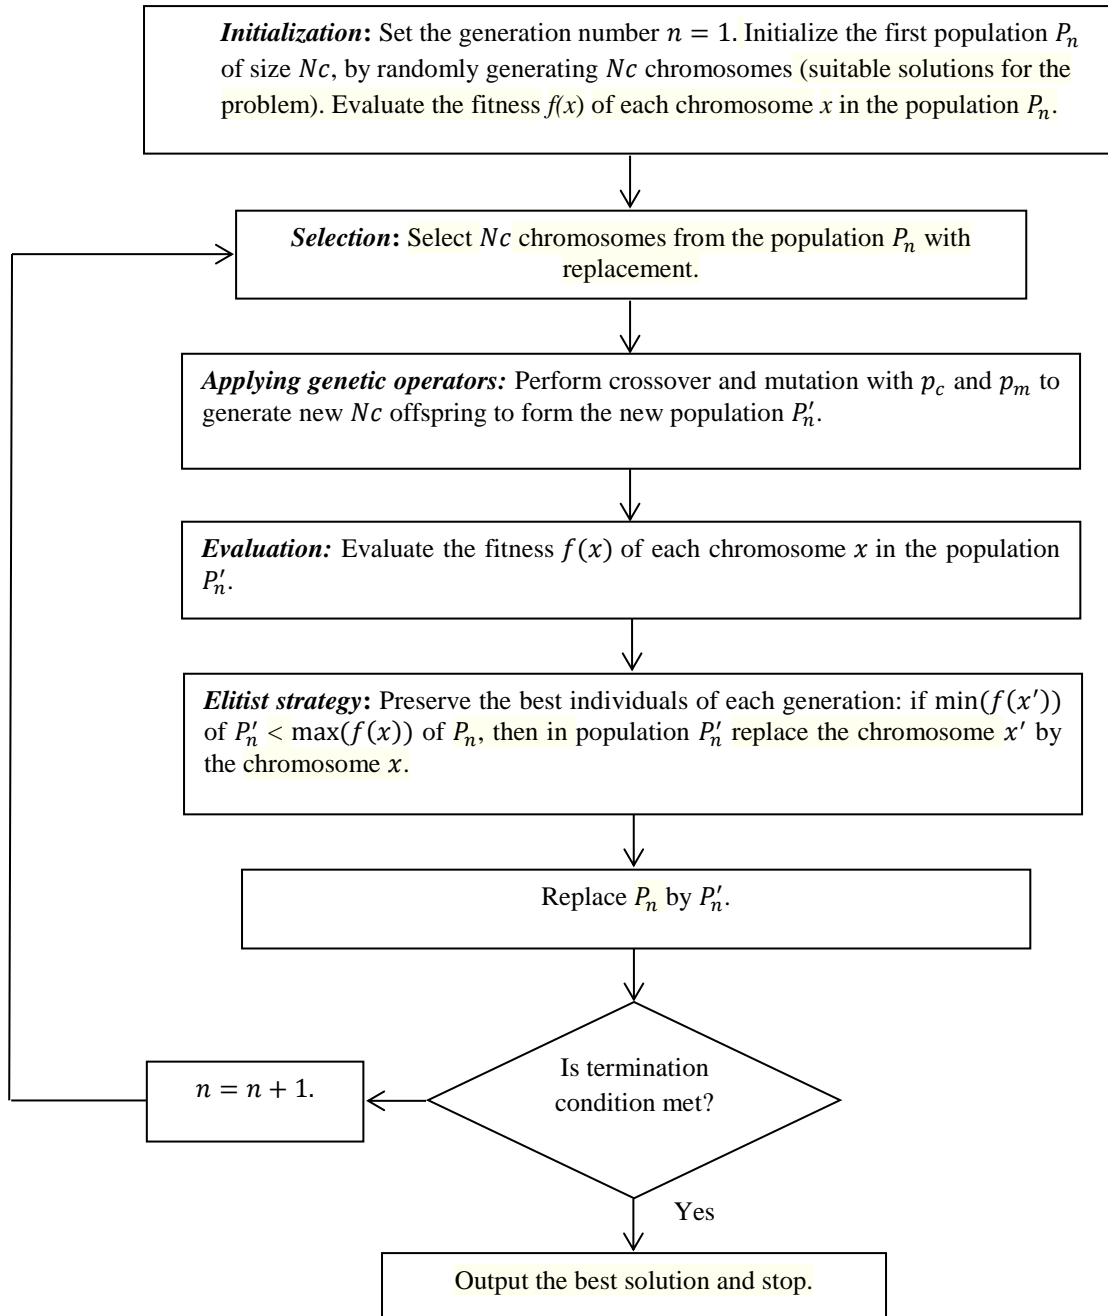 Initialization: Set the generation number n = 1. Initialize the first population Pₙ
of size Nc, by randomly generating Nc chromosomes (suitable solutions for the
problem). Evaluate the fitness f(x) of each chromosome x in the population Pₙ.
Selection: Select Nc chromosomes from the population Pₙ with
replacement.
Applying genetic operators: Perform crossover and mutation with p_c and p_m to
generate new Nc offspring to form the new population P′ₙ.
Evaluation: Evaluate the fitness f(x) of each chromosome x in the population
P′ₙ.
Elitist strategy: Preserve the best individuals of each generation: if min(f(x′))
of P′ₙ < max(f(x)) of Pₙ, then in population P′ₙ replace the chromosome x′ by
the chromosome x.
Replace Pₙ by P′ₙ.
Is termination
condition met?
n = n + 1.
Yes
Output the best solution and stop.